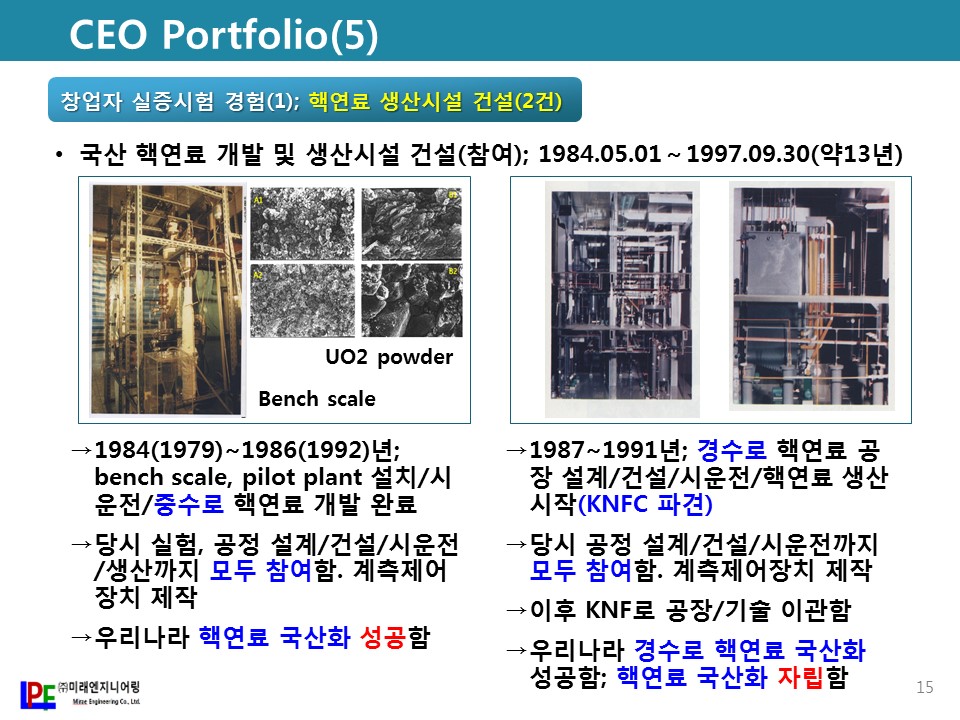 CEO Portfolio(5)
창업자 실증시험 경험(1); 핵연료 생산시설 건설(2건)
• 국산 핵연료 개발 및 생산시설 건설(참여); 1984.05.01 ~ 1997.09.30(약13년)
A1
B1
A2
B2
UO2 powder
Bench scale
→1984(1979)~1986(1992)년;
bench scale, pilot plant 설치/시
운전/중수로 핵연료 개발 완료
→당시 실험, 공정 설계/건설/시운전
/생산까지 모두 참여함. 계측제어
장치 제작
→우리나라 핵연료 국산화 성공함
→1987~1991년; 경수로 핵연료 공
장 설계/건설/시운전/핵연료 생산
시작(KNFC 파견)
→당시 공정 설계/건설/시운전까지
모두 참여함. 계측제어장치 제작
→이후 KNF로 공장/기술 이관함
→우리나라 경수로 핵연료 국산화
성공함; 핵연료 국산화 자립함
㈜미래엔지니어링
Mirae Engineering Co., Ltd.
15